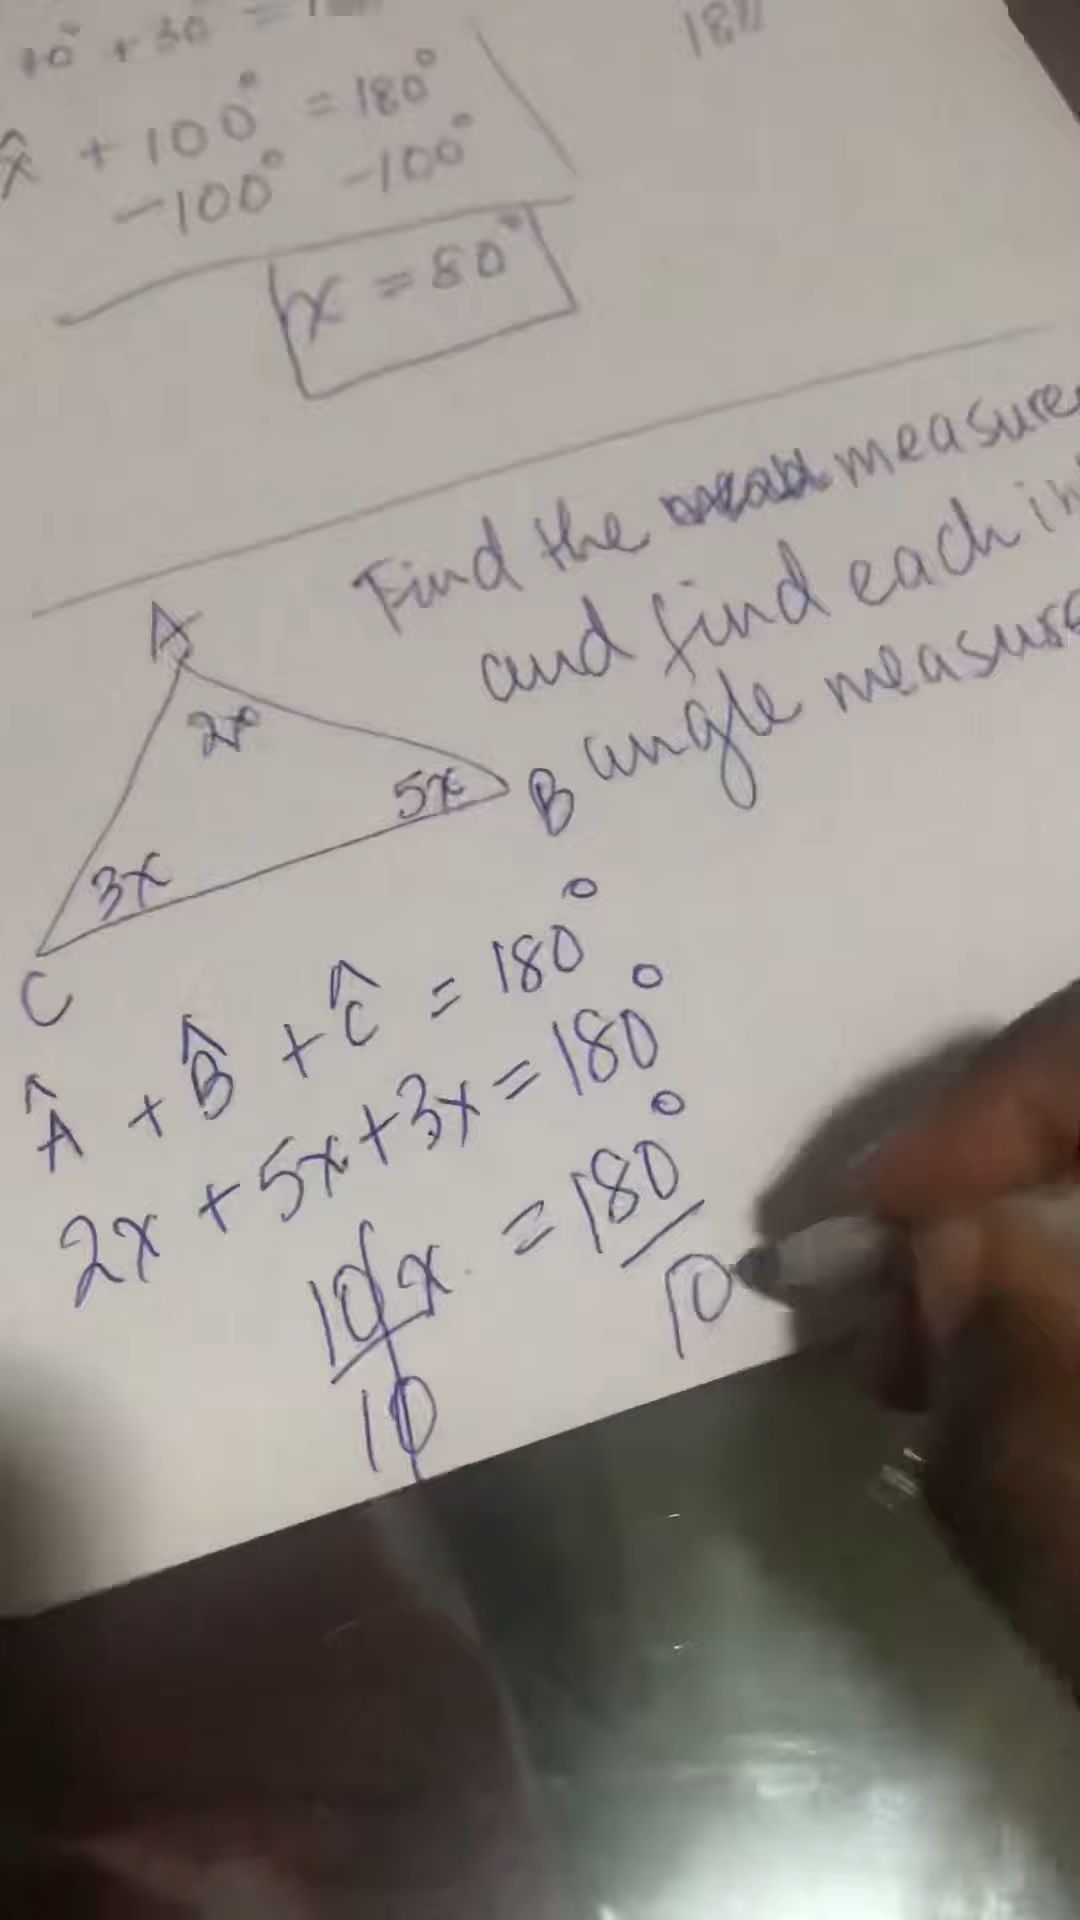 + 30° =
x̂ + 100° = 180°
-100° -100°
x = 80°
Find the measure
and find each
angle measure
A
2x
5x
B
3x
C
Â + B̂ + Ĉ = 180°
2x + 5x + 3x = 180°
10x = 180°
10 10